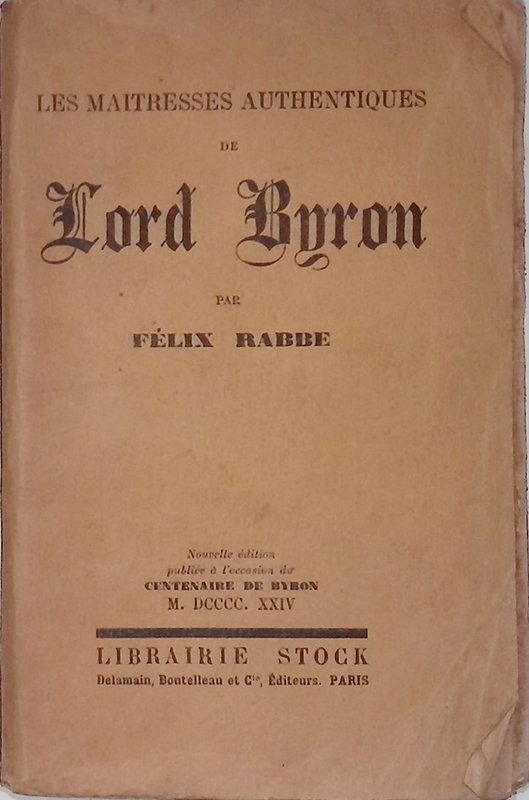 LES MAITRESSES AUTHENTIQUES
DE
Lord Byron
PAR
FÉLIX RABBE
Nouvelle édition
publiée à l'occasion du
CENTENAIRE DE BYRON
M. DCCCC. XXIV
LIBRAIRIE STOCK
Delamain, Boutelleau et Cie, Éditeurs. PARIS